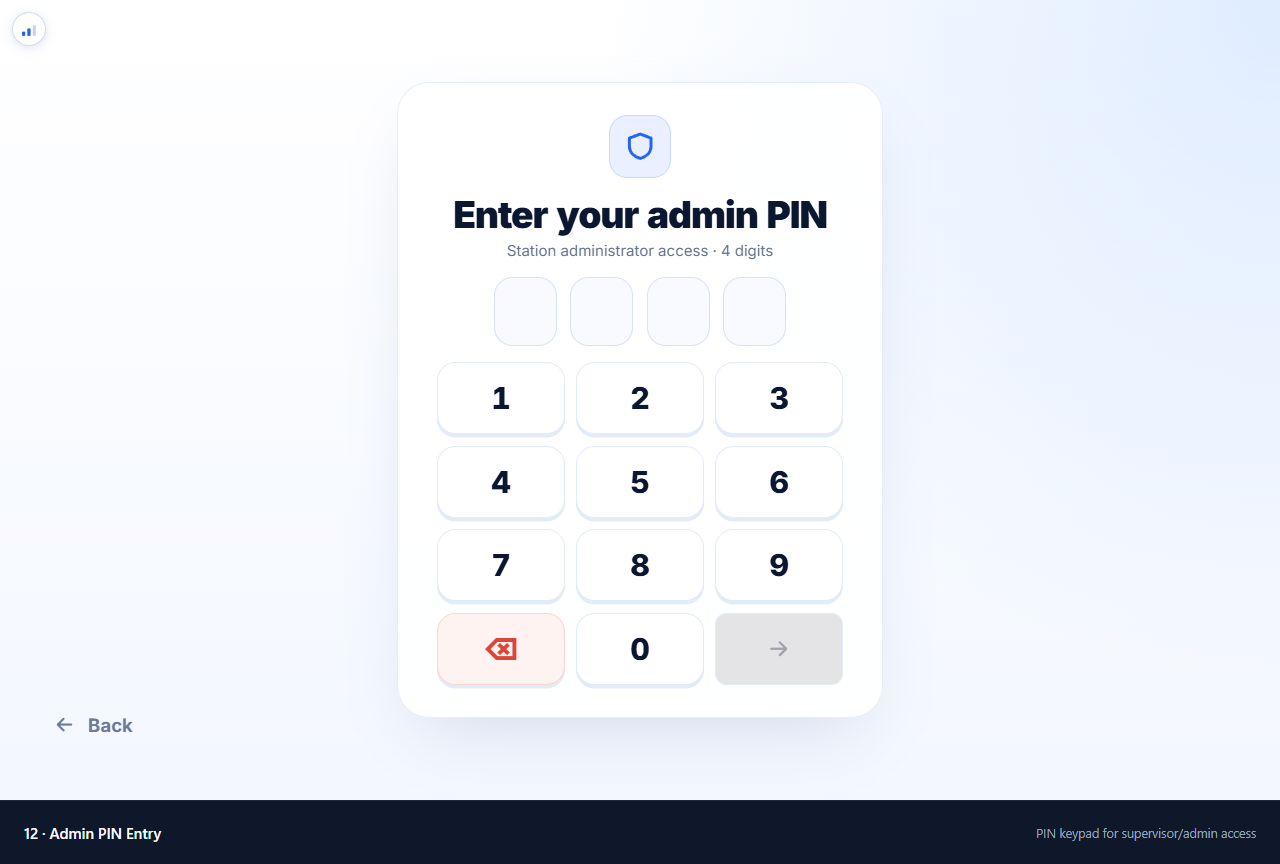 Enter your admin PIN
Station administrator access · 4 digits
1 2 3
4 5 6
7 8 9
0
Back
12 · Admin PIN Entry
PIN keypad for supervisor/admin access